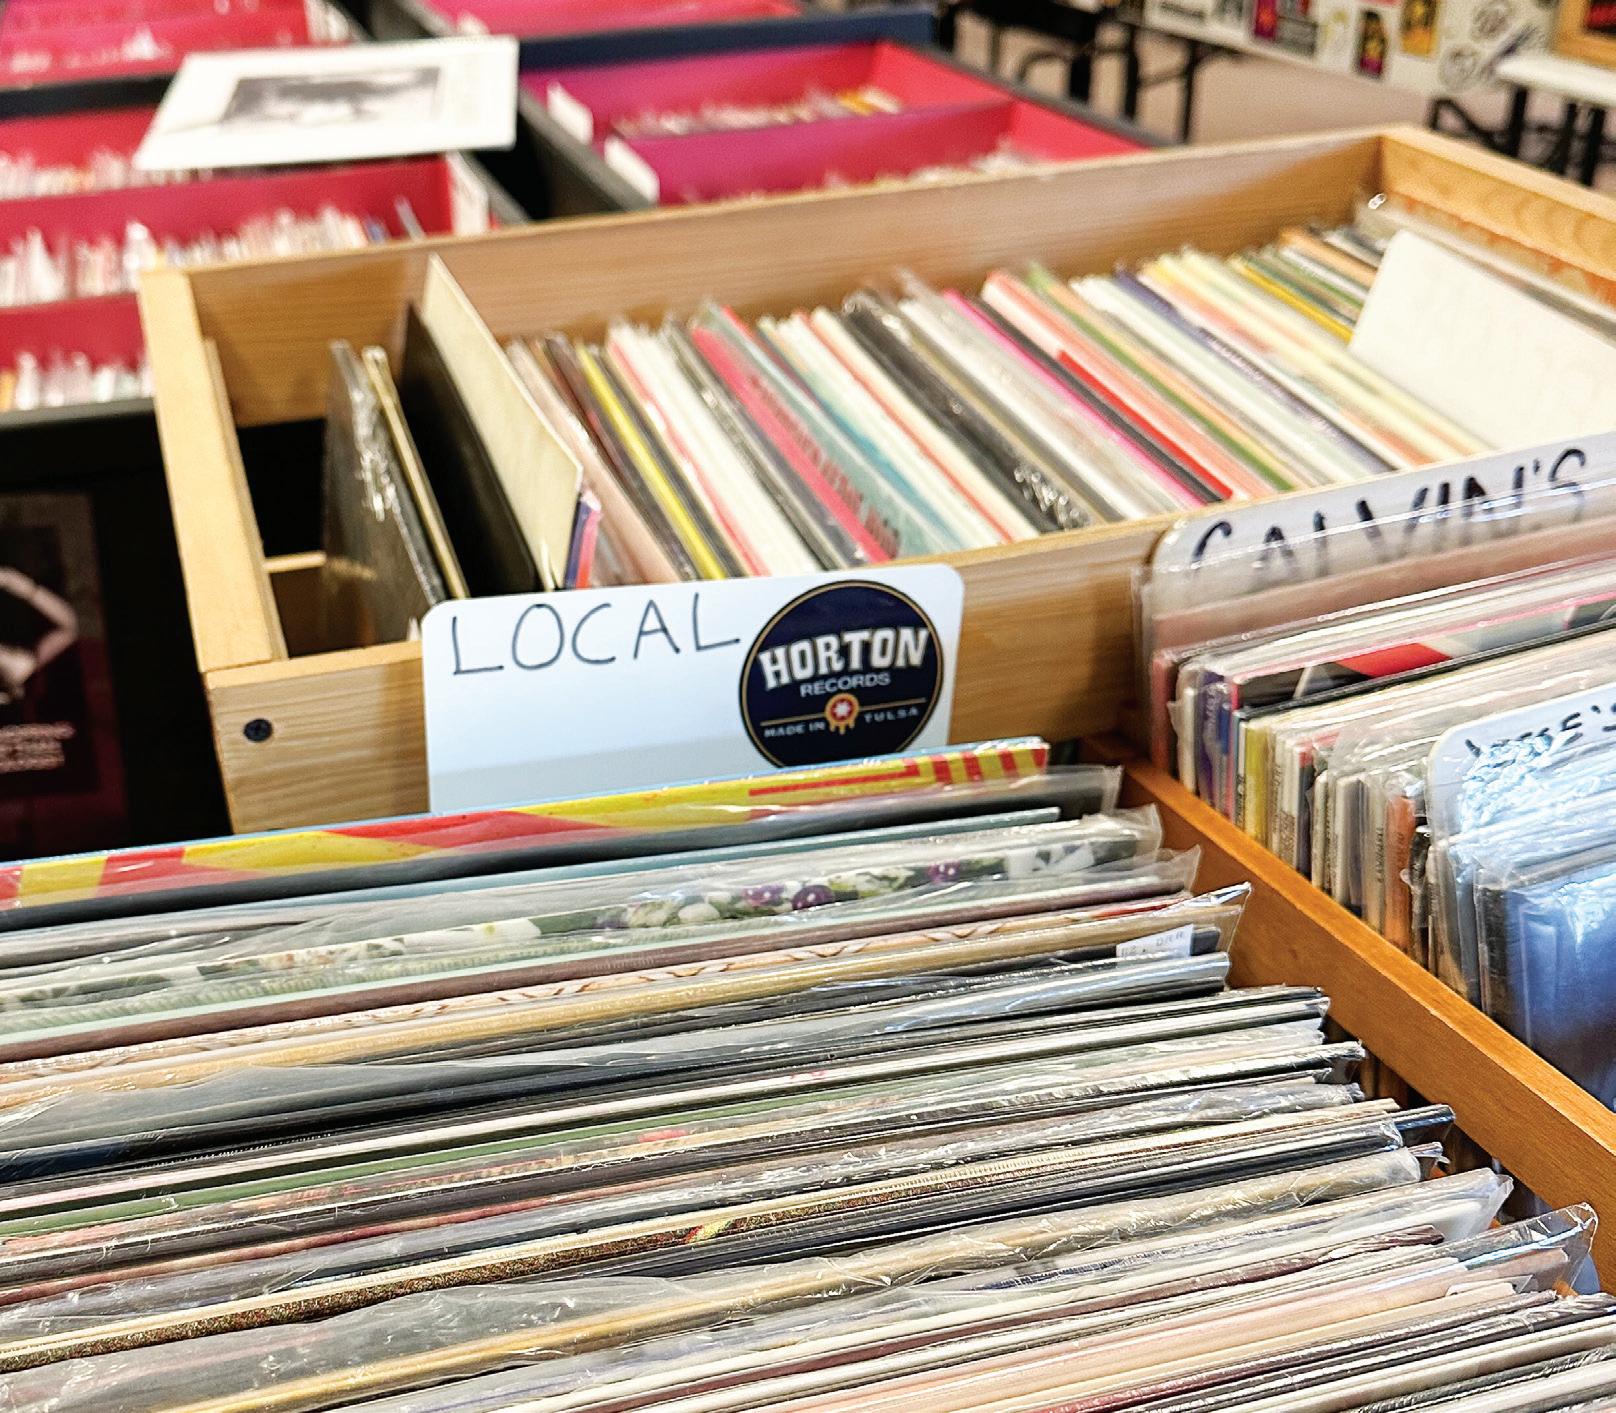 CALVIN'S
LOCAL
HORTON
RECORDS
MADE IN TULSA